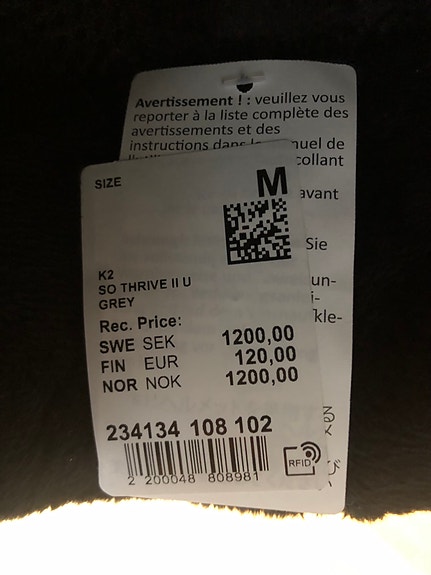 Avertissement ! : veuillez vous
reporter à la liste complète des
avertissements et des
instructions dans
collant
avant
Sie
SIZE
M
K2
SO THRIVE II U
GREY
Rec. Price:
SWE SEK 1200,00
FIN EUR 120,00
NOR NOK 1200,00
234134 108 102
2 200048 808981
RFID